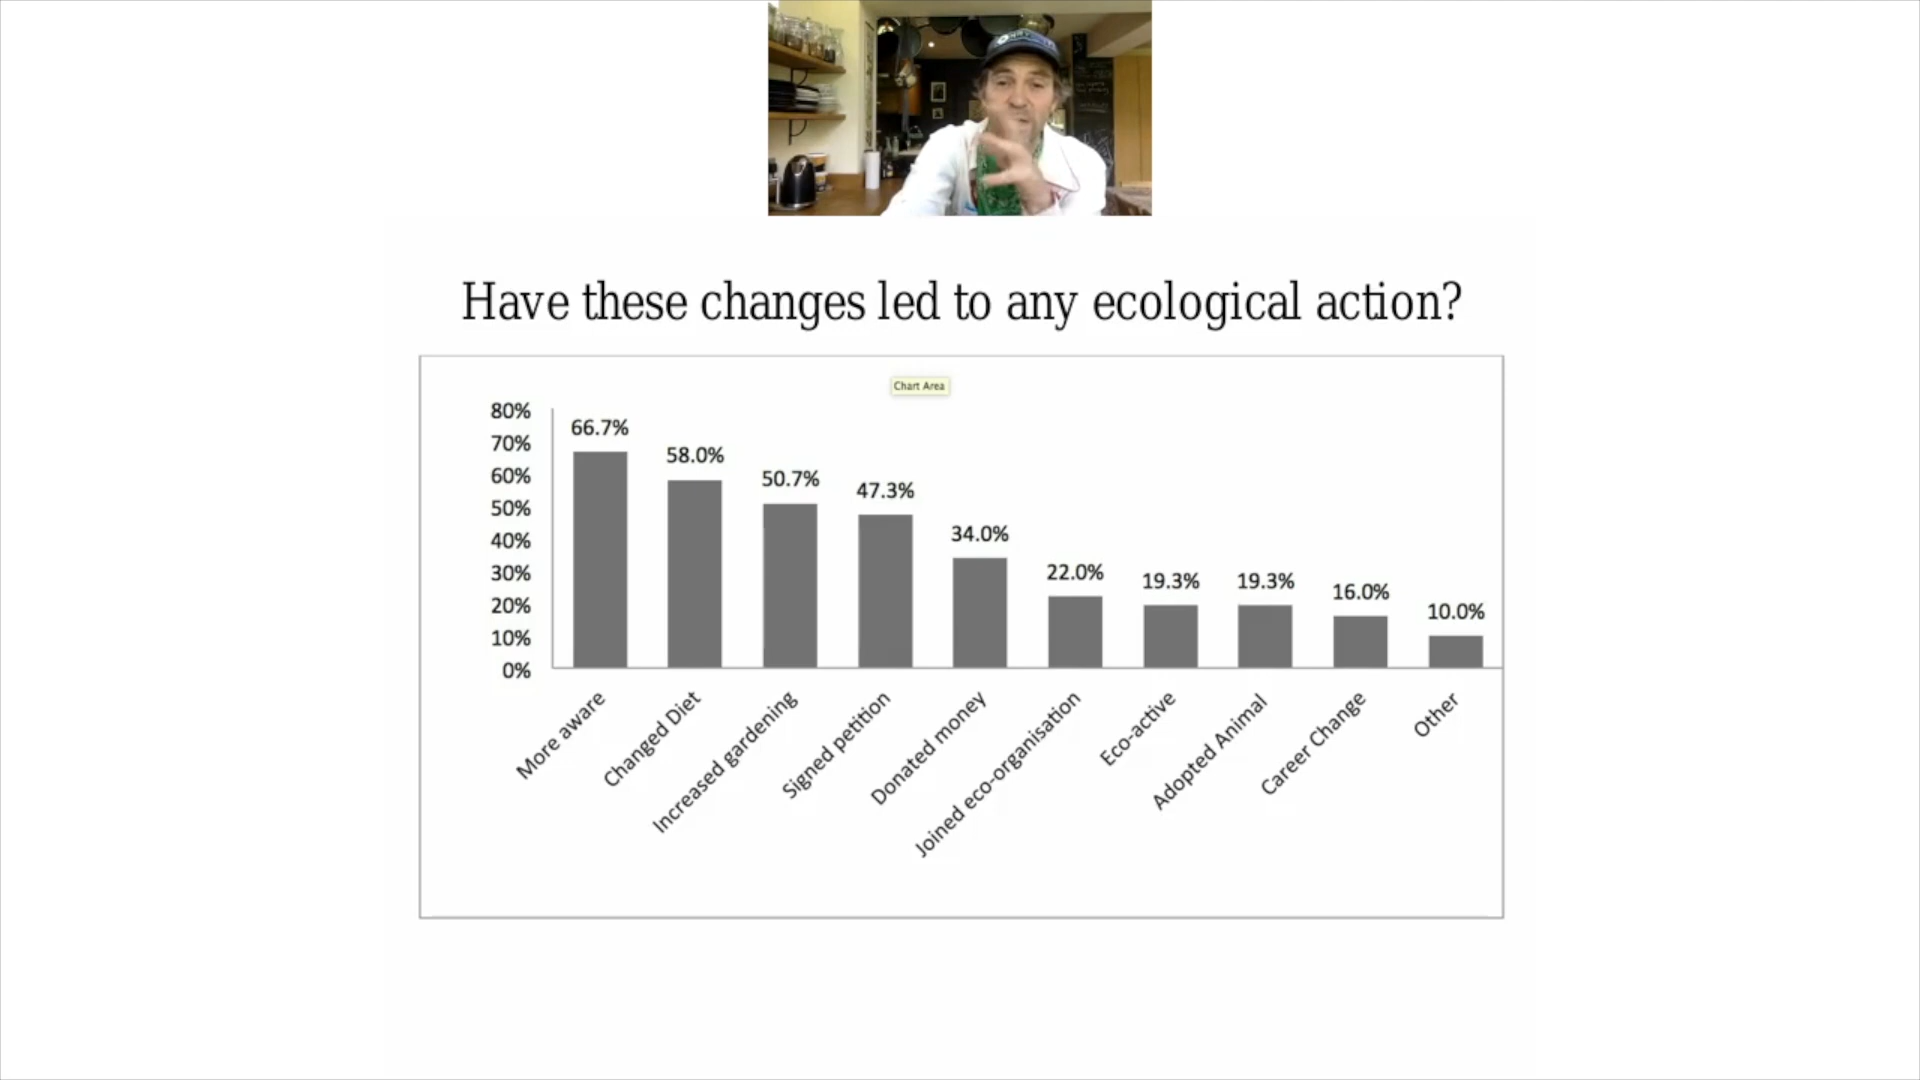 Have these changes led to any ecological action?
Chart Area
80%
70%
60%
50%
40%
30%
20%
10%
0%
66.7%
58.0%
50.7%
47.3%
34.0%
22.0%
19.3%
19.3%
16.0%
10.0%
More aware
Changed Diet
Increased gardening
Signed petition
Donated money
Joined eco-organisation
Eco-active
Adopted Animal
Career Change
Other